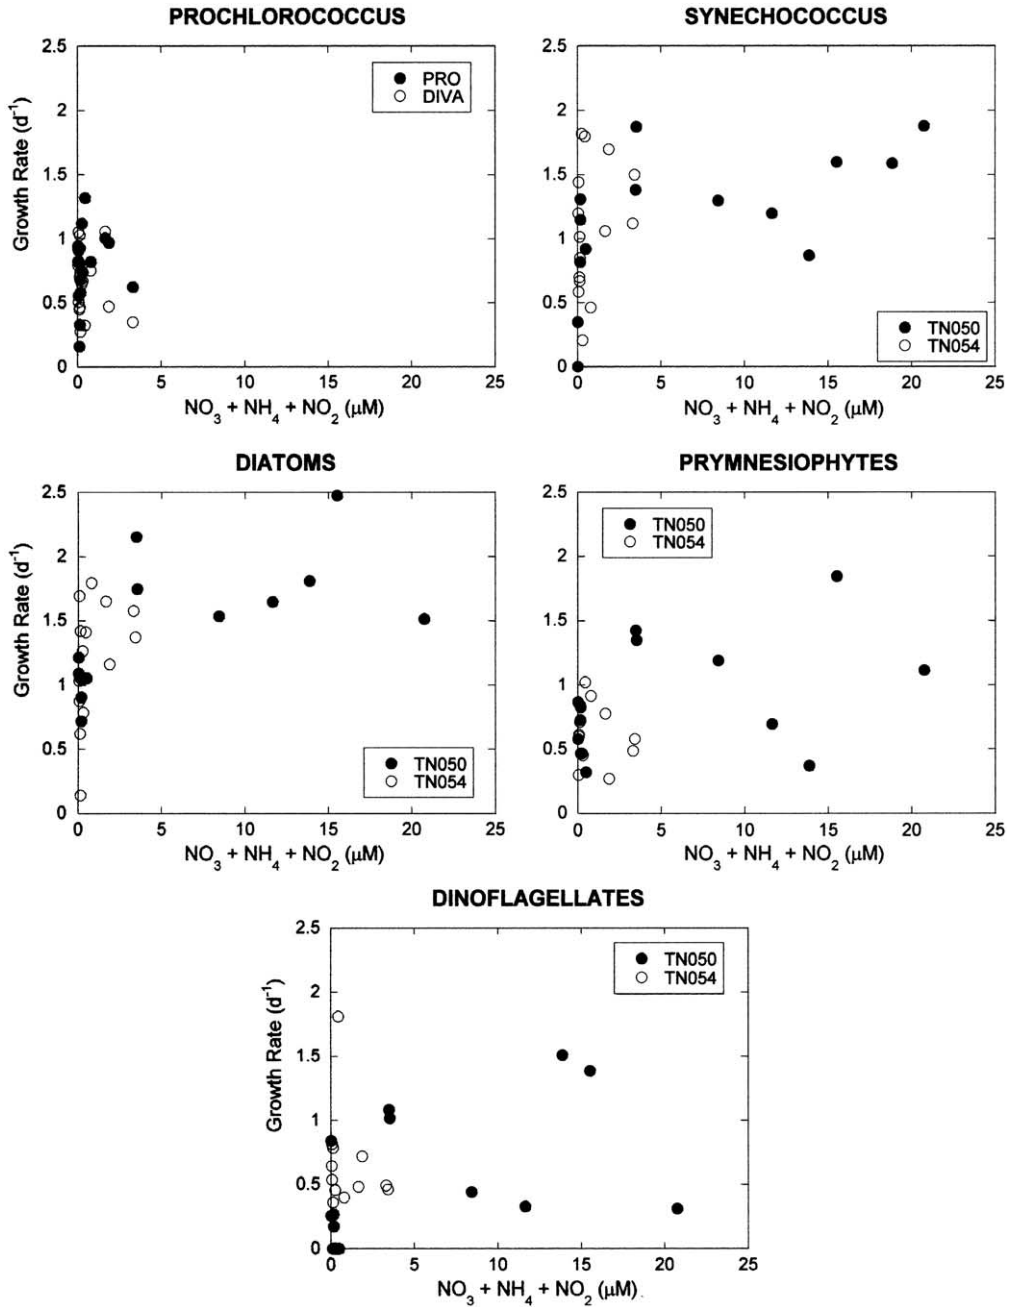 PROCHLOROCOCCUS
2.5
2
1.5
1
0.5
0
Growth Rate (d⁻¹)
PRO
DIVA
0 5 10 15 20 25
NO₃ + NH₄ + NO₂ (µM)
SYNECHOCOCCUS
2.5
2
1.5
1
0.5
0
TN050
TN054
0 5 10 15 20 25
NO₃ + NH₄ + NO₂ (µM)
DIATOMS
2.5
2
1.5
1
0.5
0
Growth Rate (d⁻¹)
TN050
TN054
0 5 10 15 20 25
NO₃ + NH₄ + NO₂ (µM)
PRYMNESIOPHYTES
2.5
2
1.5
1
0.5
0
TN050
TN054
0 5 10 15 20 25
NO₃ + NH₄ + NO₂ (µM)
DINOFLAGELLATES
2.5
2
1.5
1
0.5
0
Growth Rate (d⁻¹)
TN050
TN054
0 5 10 15 20 25
NO₃ + NH₄ + NO₂ (µM)